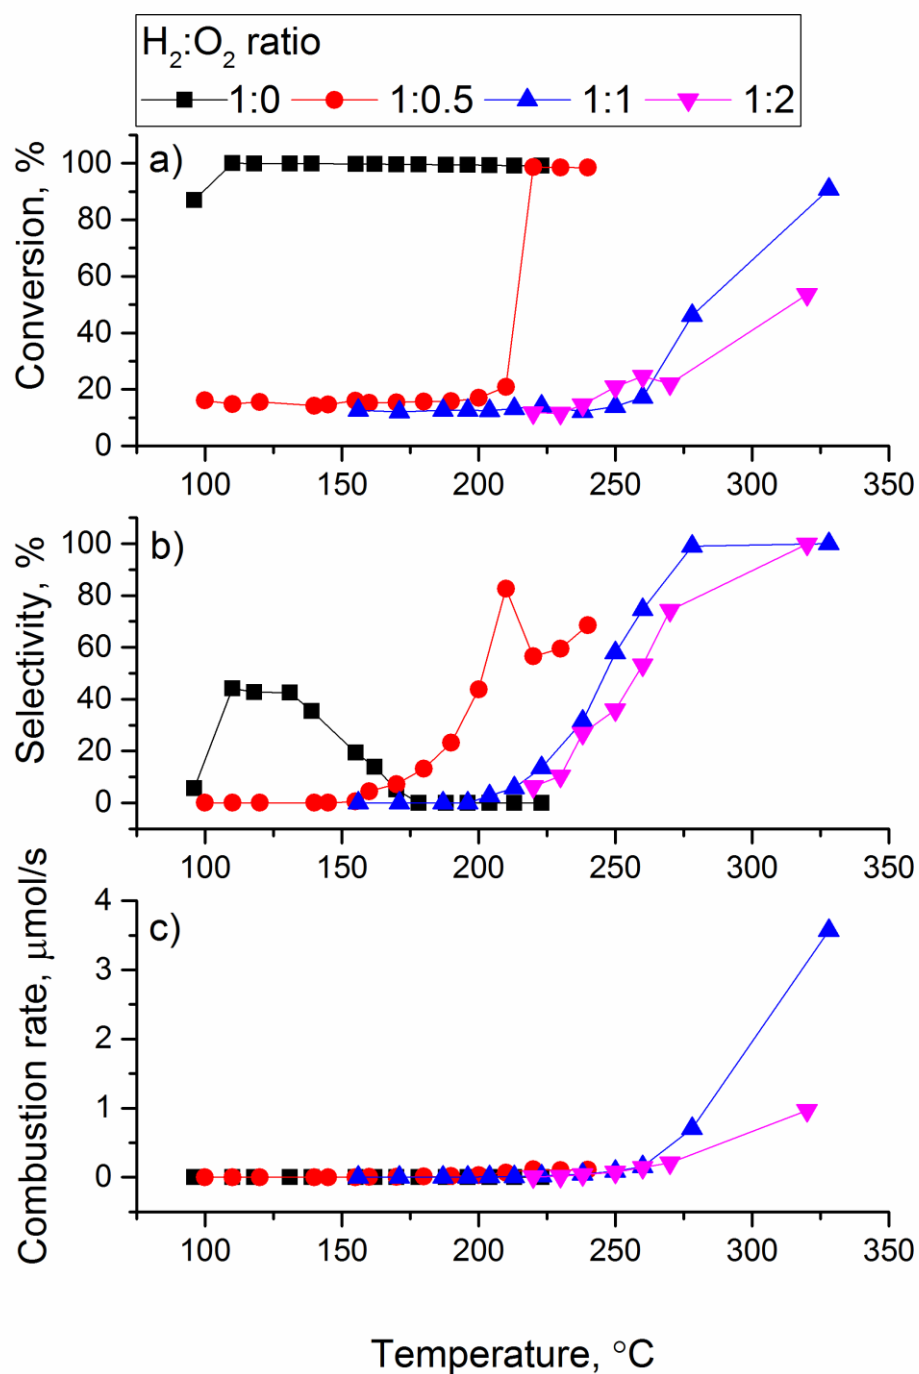 H₂:O₂ ratio
1:0 1:0.5 1:1 1:2
a)
Conversion, %
100
80
60
40
20
0
100 150 200 250 300 350
b)
Selectivity, %
100
80
60
40
20
0
100 150 200 250 300 350
c)
Combustion rate, μmol/s
4
3
2
1
0
100 150 200 250 300 350
Temperature, °C